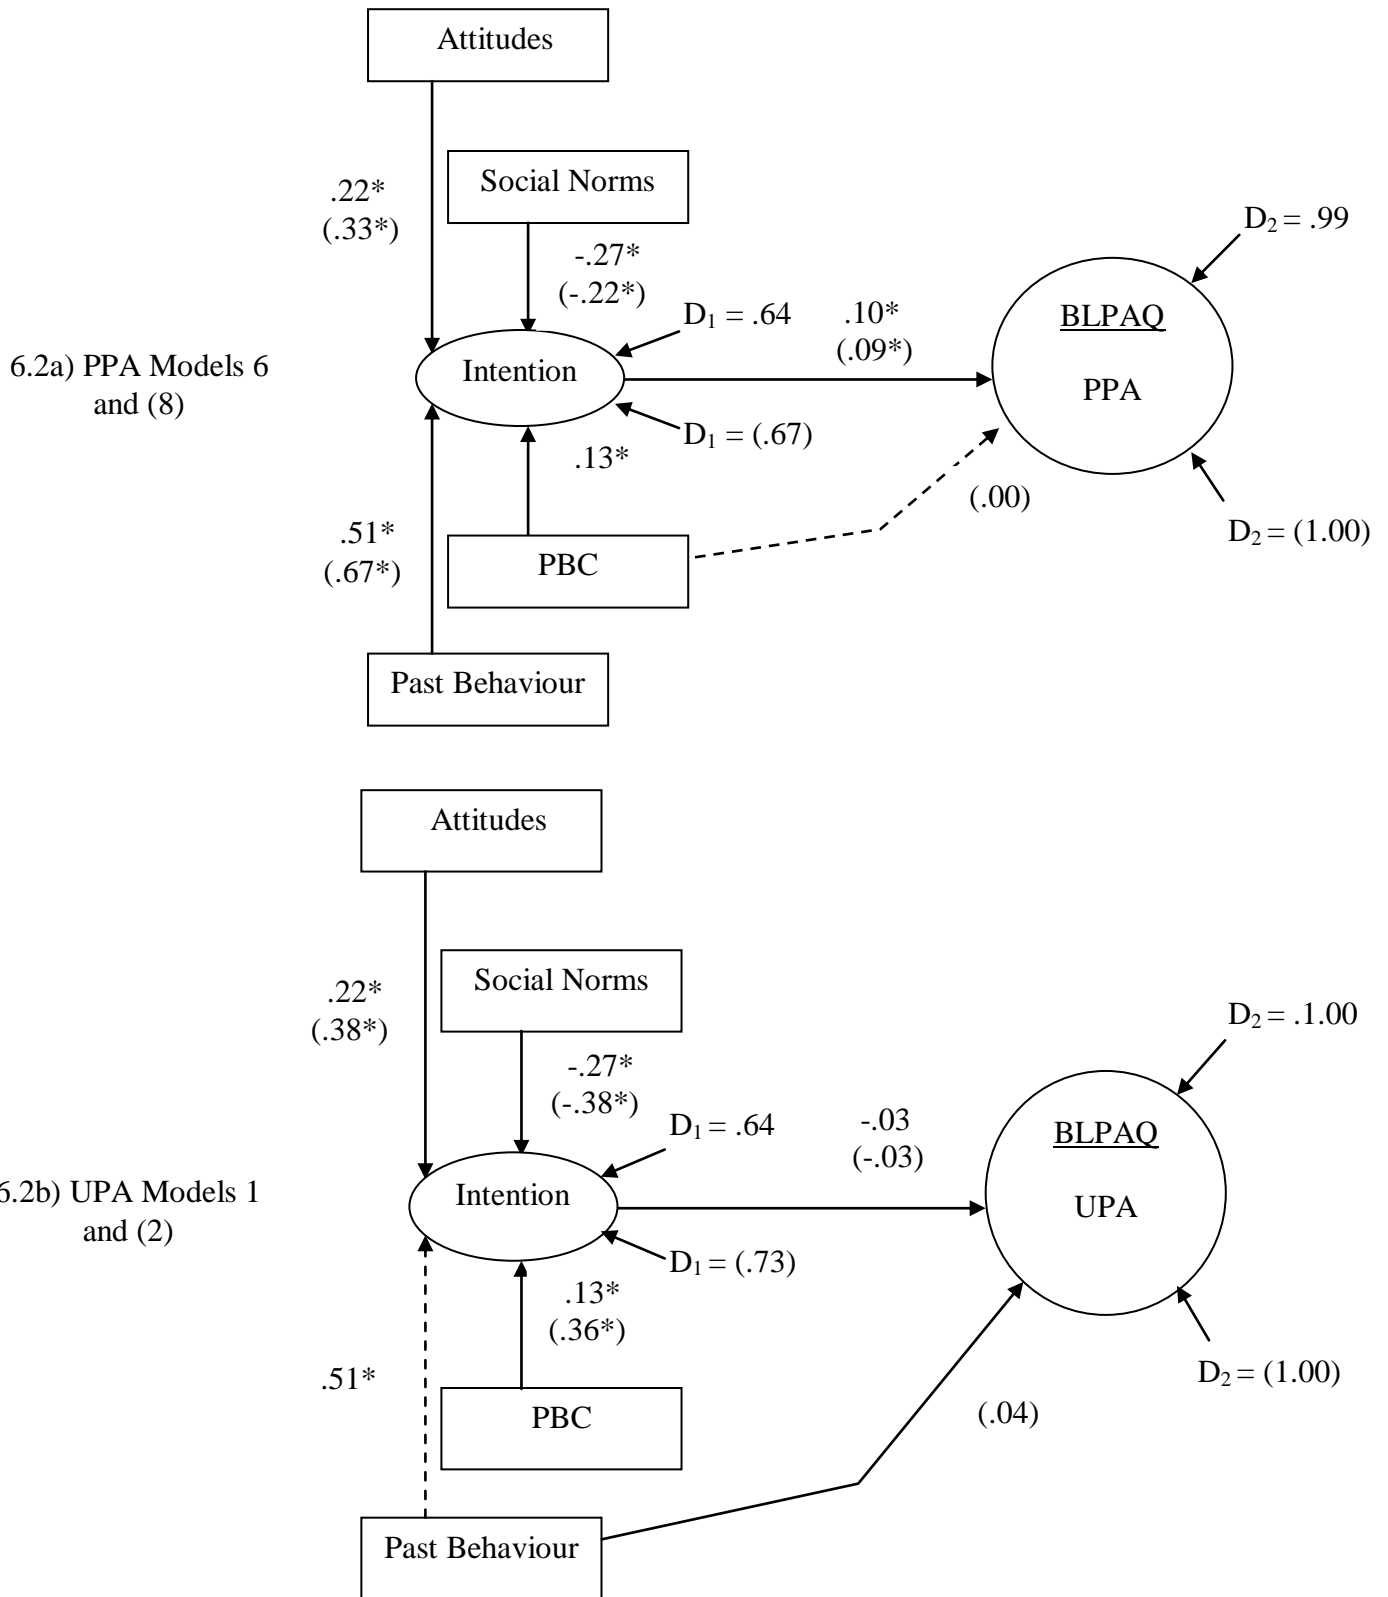 Attitudes
.22*
(.33*)
Social Norms
-.27*
(-.22*)
D₁ = .64
.10*
(.09*)
D₂ = .99
BLPAQ
PPA
6.2a) PPA Models 6
and (8)
Intention
D₁ = (.67)
.13*
(.00)
D₂ = (1.00)
.51*
(.67*)
PBC
Past Behaviour
Attitudes
.22*
(.38*)
Social Norms
-.27*
(-.38*)
D₁ = .64
-.03
(-.03)
D₂ = .1.00
BLPAQ
UPA
6.2b) UPA Models 1
and (2)
Intention
D₁ = (.73)
.13*
(.36*)
.51*
PBC
(.04)
D₂ = (1.00)
Past Behaviour